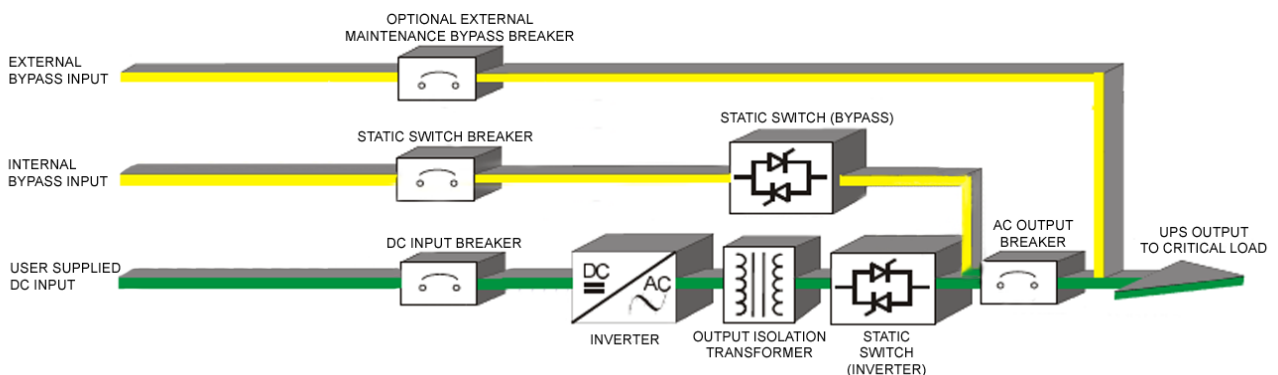 OPTIONAL EXTERNAL
MAINTENANCE BYPASS BREAKER
EXTERNAL
BYPASS INPUT
STATIC SWITCH BREAKER
STATIC SWITCH (BYPASS)
INTERNAL
BYPASS INPUT
DC INPUT BREAKER
AC OUTPUT
BREAKER
UPS OUTPUT
TO CRITICAL LOAD
USER SUPPLIED
DC INPUT
DC
AC
INVERTER
OUTPUT ISOLATION
TRANSFORMER
STATIC
SWITCH
(INVERTER)